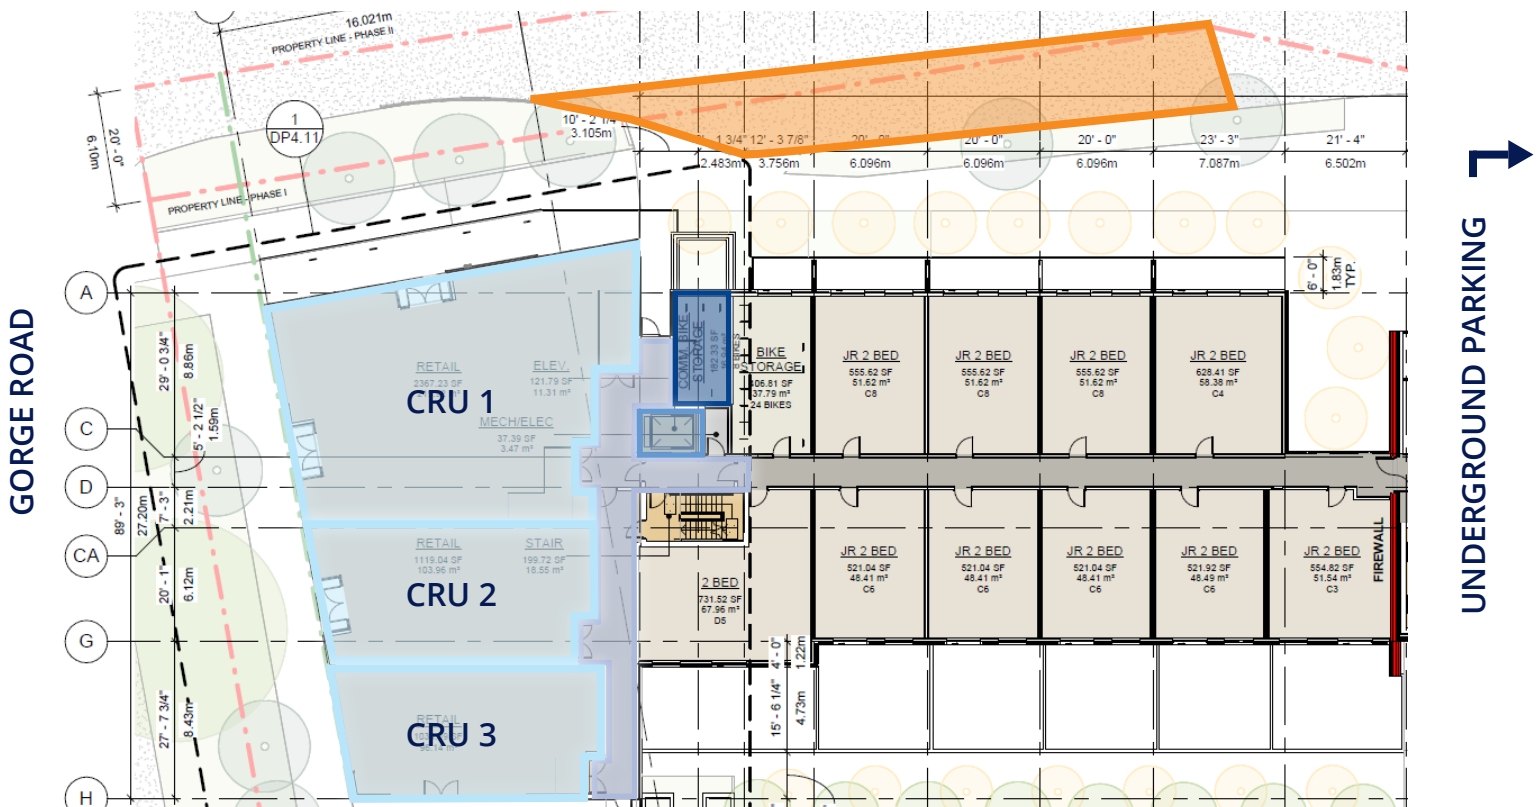 16.021m
PROPERTY LINE - PHASE II
20' - 0"
6.10m
1
DP4.11
PROPERTY LINE - PHASE I
10' - 2 1/4"
3.105m
1 3/4"
2.483m
12' - 3 7/8"
3.756m
6.096m
20' - 0"
6.096m
20' - 0"
6.096m
23' - 3"
7.087m
21' - 4"
6.502m
6' - 0"
1.83m
TYP.
GORGE ROAD
UNDERGROUND PARKING
A
C
D
CA
G
H
29' - 0 3/4"
8.86m
5' - 2 1/2"
1.59m
89' - 3"
27.20m
7' - 3"
2.21m
20' - 1"
6.12m
27' - 7 3/4"
8.43m
RETAIL
2367.23 SF
CRU 1
ELEV.
121.79 SF
11.31 m²
MECH/ELEC
37.39 SF
3.47 m²
COMM. BIKE
STORAGE
182.33 SF
8 BIKES
BIKE
STORAGE
406.81 SF
37.79 m²
24 BIKES
JR 2 BED
555.62 SF
51.62 m²
C8
JR 2 BED
555.62 SF
51.62 m²
C8
JR 2 BED
555.62 SF
51.62 m²
C8
JR 2 BED
628.41 SF
58.38 m²
C4
RETAIL
1119.04 SF
103.96 m²
CRU 2
STAIR
199.72 SF
18.55 m²
2 BED
731.52 SF
67.96 m²
D5
JR 2 BED
521.04 SF
48.41 m²
C6
JR 2 BED
521.04 SF
48.41 m²
C6
JR 2 BED
521.04 SF
48.41 m²
C6
JR 2 BED
521.92 SF
48.49 m²
C6
JR 2 BED
554.82 SF
51.54 m²
C3
FIREWALL
4' - 0"
1.22m
15' - 6 1/4"
4.73m
RETAIL
CRU 3